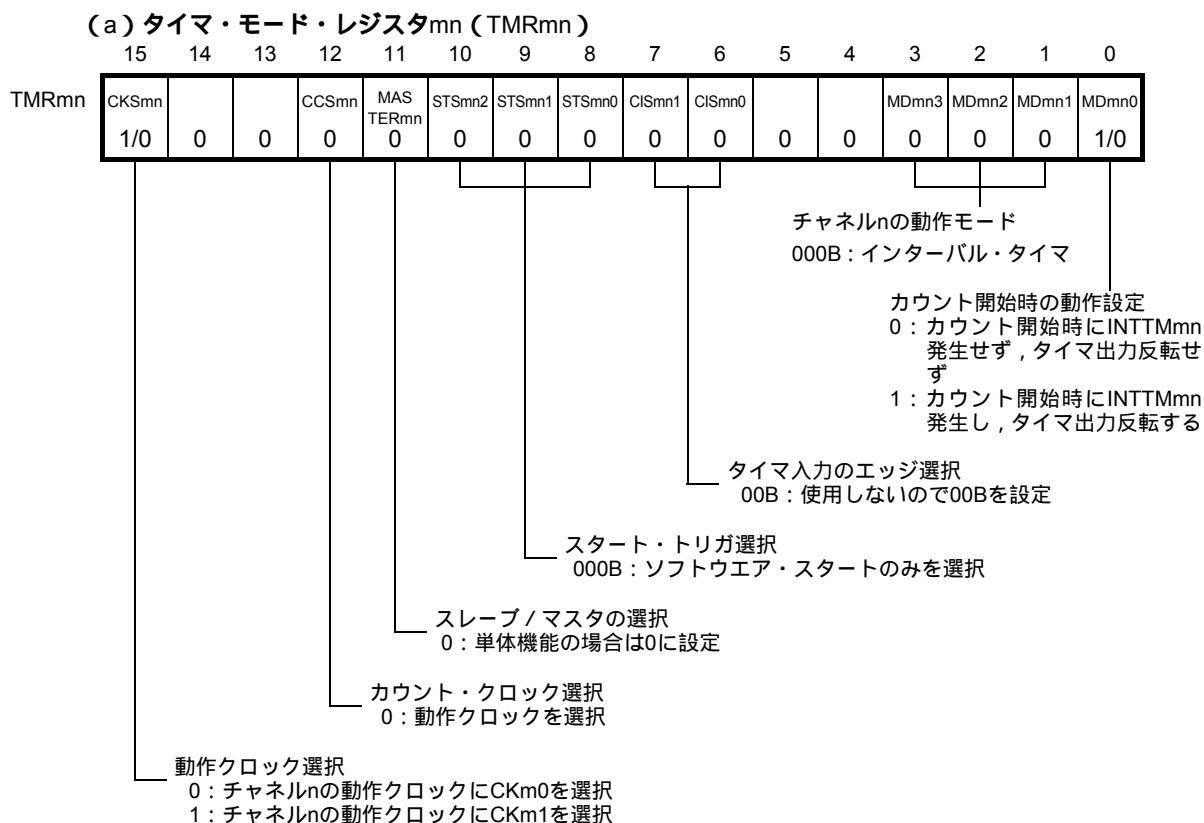 （a）タイマ・モード・レジスタmn（TMRmn）
15 14 13 12 11 10 9 8 7 6 5 4 3 2 1 0
TMRmn CKSmn CCSmn MAS TERmn STSmn2 STSmn1 STSmn0 CISmn1 CISmn0 MDmn3 MDmn2 MDmn1 MDmn0
1/0 0 0 0 0 0 0 0 0 0 0 0 0 0 0 1/0
チャネルnの動作モード
000B：インターバル・タイマ
カウント開始時の動作設定
0：カウント開始時にINTTMmn
発生せず，タイマ出力反転せ
ず
1：カウント開始時にINTTMmn
発生し，タイマ出力反転する
タイマ入力のエッジ選択
00B：使用しないので00Bを設定
スタート・トリガ選択
000B：ソフトウエア・スタートのみを選択
スレーブ／マスタの選択
0：単体機能の場合は0に設定
カウント・クロック選択
0：動作クロックを選択
動作クロック選択
0：チャネルnの動作クロックにCKm0を選択
1：チャネルnの動作クロックにCKm1を選択